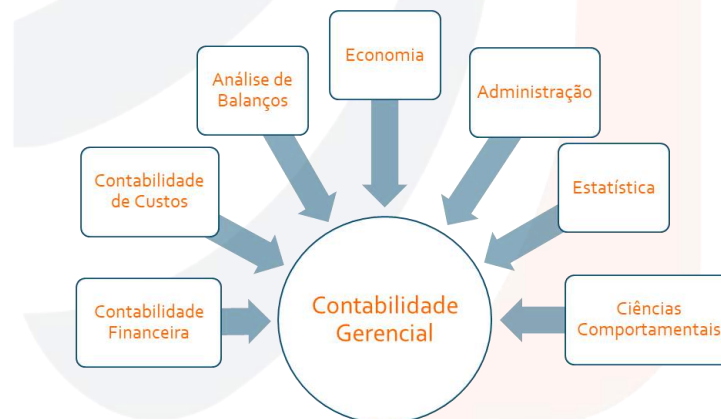 Economia
Análise de
Balanços
Administração
Contabilidade
de Custos
Estatística
Contabilidade
Financeira
Contabilidade
Gerencial
Ciências
Comportamentais